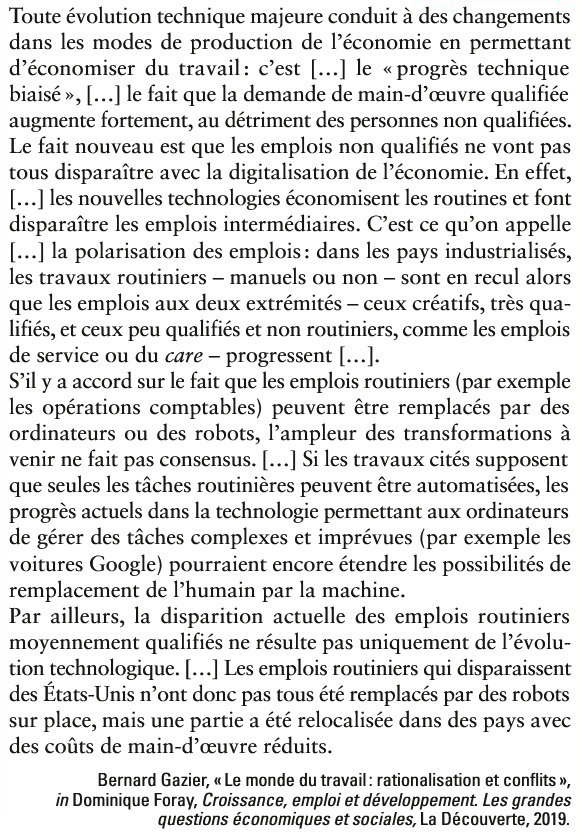 Toute évolution technique majeure conduit à des changements
dans les modes de production de l'économie en permettant
d'économiser du travail : c'est […] le « progrès technique
biaisé », […] le fait que la demande de main-d'œuvre qualifiée
augmente fortement, au détriment des personnes non qualifiées.
Le fait nouveau est que les emplois non qualifiés ne vont pas
tous disparaître avec la digitalisation de l'économie. En effet,
[…] les nouvelles technologies économisent les routines et font
disparaître les emplois intermédiaires. C'est ce qu'on appelle
[…] la polarisation des emplois : dans les pays industrialisés,
les travaux routiniers – manuels ou non – sont en recul alors
que les emplois aux deux extrémités – ceux créatifs, très qua-
lifiés, et ceux peu qualifiés et non routiniers, comme les emplois
de service ou du care – progressent […].
S'il y a accord sur le fait que les emplois routiniers (par exemple
les opérations comptables) peuvent être remplacés par des
ordinateurs ou des robots, l'ampleur des transformations à
venir ne fait pas consensus. […] Si les travaux cités supposent
que seules les tâches routinières peuvent être automatisées, les
progrès actuels dans la technologie permettant aux ordinateurs
de gérer des tâches complexes et imprévues (par exemple les
voitures Google) pourraient encore étendre les possibilités de
remplacement de l'humain par la machine.
Par ailleurs, la disparition actuelle des emplois routiniers
moyennement qualifiés ne résulte pas uniquement de l'évolu-
tion technologique. […] Les emplois routiniers qui disparaissent
des États-Unis n'ont donc pas tous été remplacés par des robots
sur place, mais une partie a été relocalisée dans des pays avec
des coûts de main-d'œuvre réduits.
Bernard Gazier, « Le monde du travail : rationalisation et conflits »,
in Dominique Foray, Croissance, emploi et développement. Les grandes
questions économiques et sociales, La Découverte, 2019.